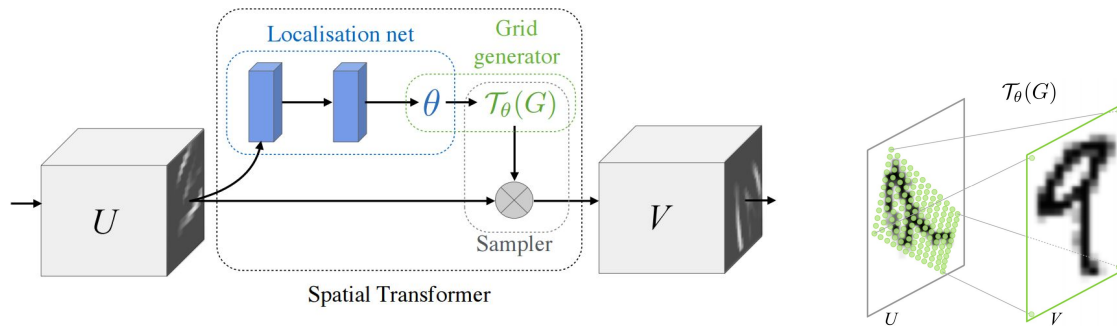 Localisation net
Grid
generator
θ
𝒯θ(G)
U
V
Sampler
Spatial Transformer
𝒯θ(G)
U
V